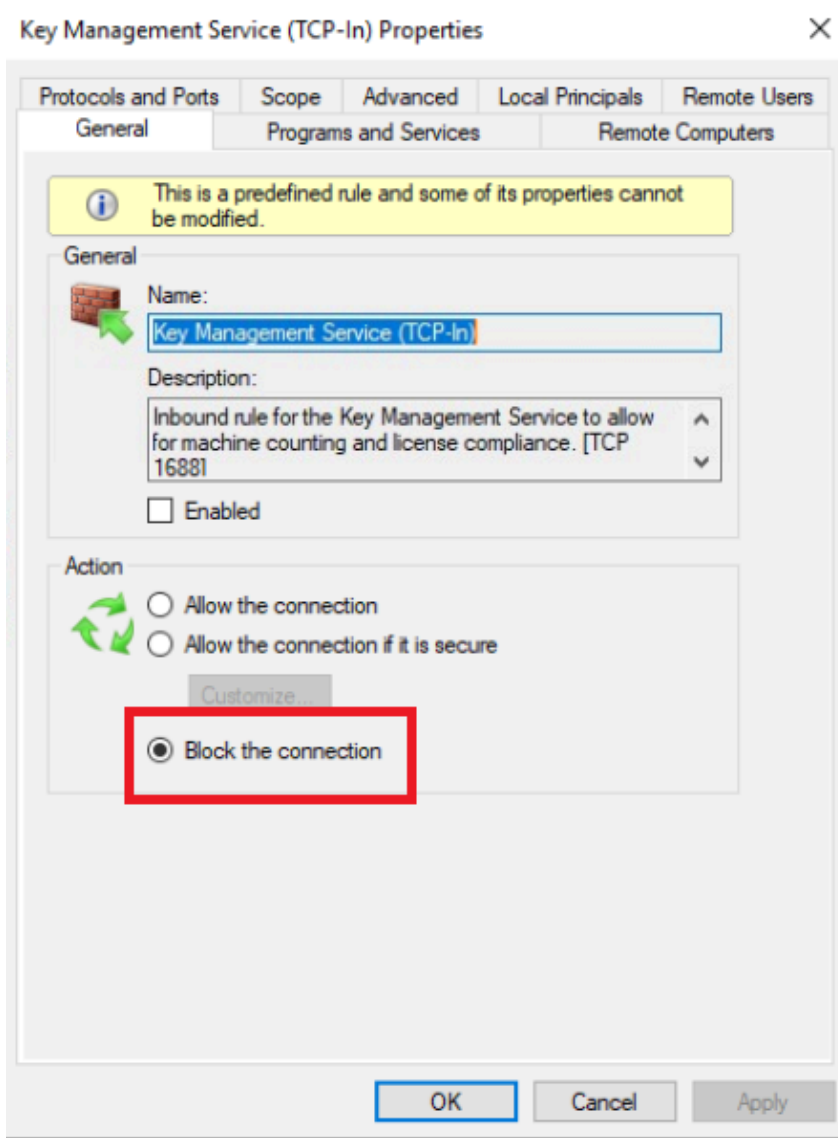 Key Management Service (TCP-In) Properties
Protocols and Ports Scope Advanced Local Principals Remote Users
General Programs and Services Remote Computers
This is a predefined rule and some of its properties cannot
be modified.
General
Name:
Key Management Service (TCP-In)
Description:
Inbound rule for the Key Management Service to allow
for machine counting and license compliance. [TCP
1688]
Enabled
Action
Allow the connection
Allow the connection if it is secure
Customize...
Block the connection
OK Cancel Apply